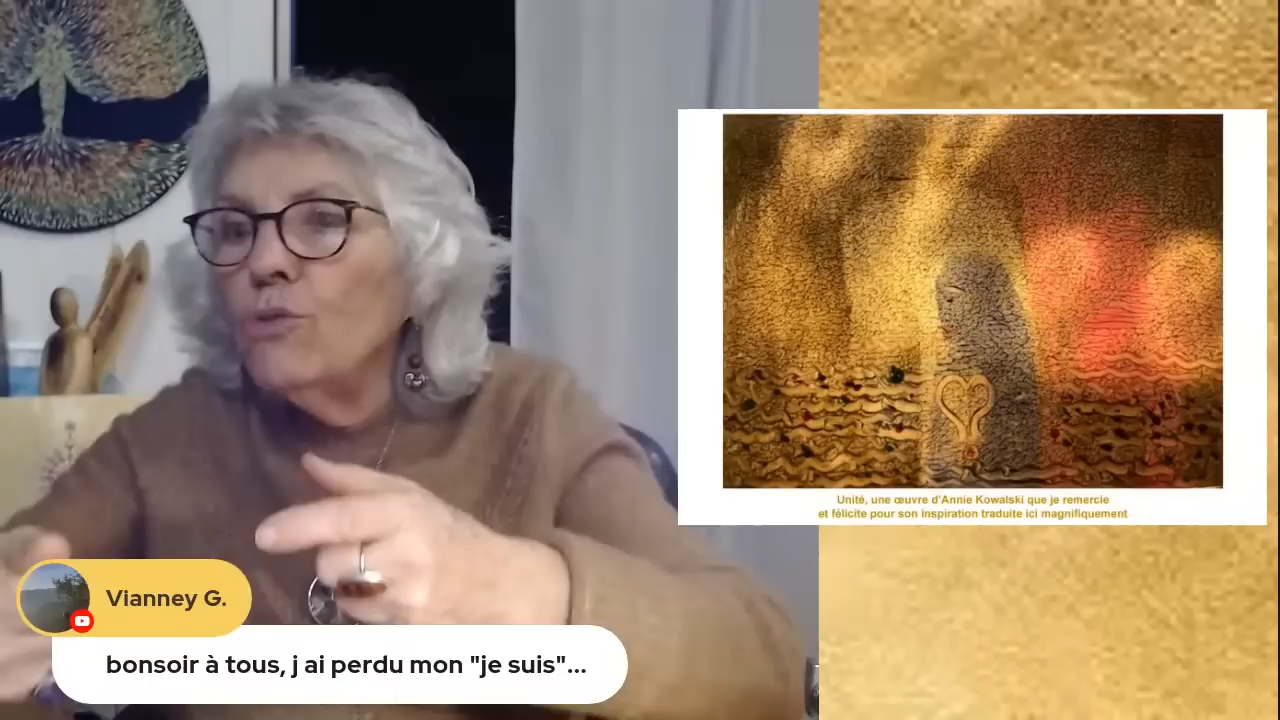 Unité, une œuvre d'Annie Kowalski que je remercie
et félicite pour son inspiration traduite ici magnifiquement
Vianney G.
bonsoir à tous, j ai perdu mon "je suis"...